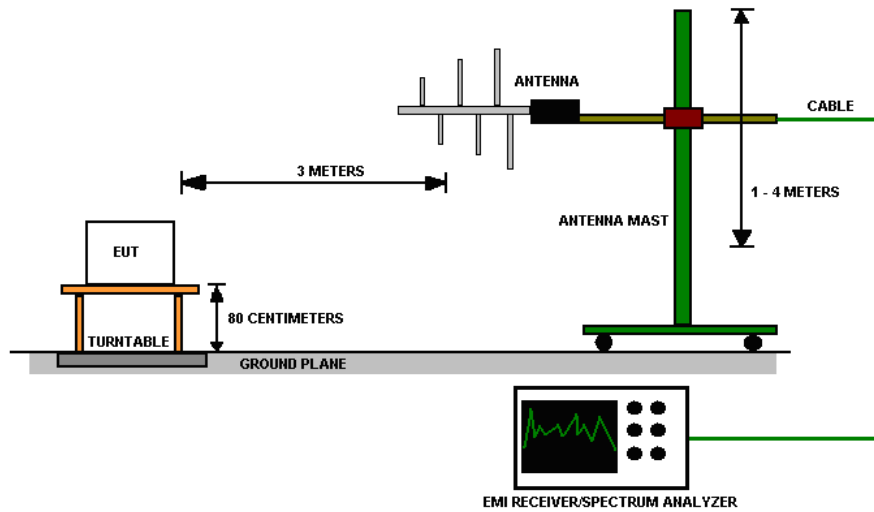 ANTENNA
CABLE
3 METERS
1 - 4 METERS
ANTENNA MAST
EUT
80 CENTIMETERS
TURNTABLE
GROUND PLANE
EMI RECEIVER/SPECTRUM ANALYZER